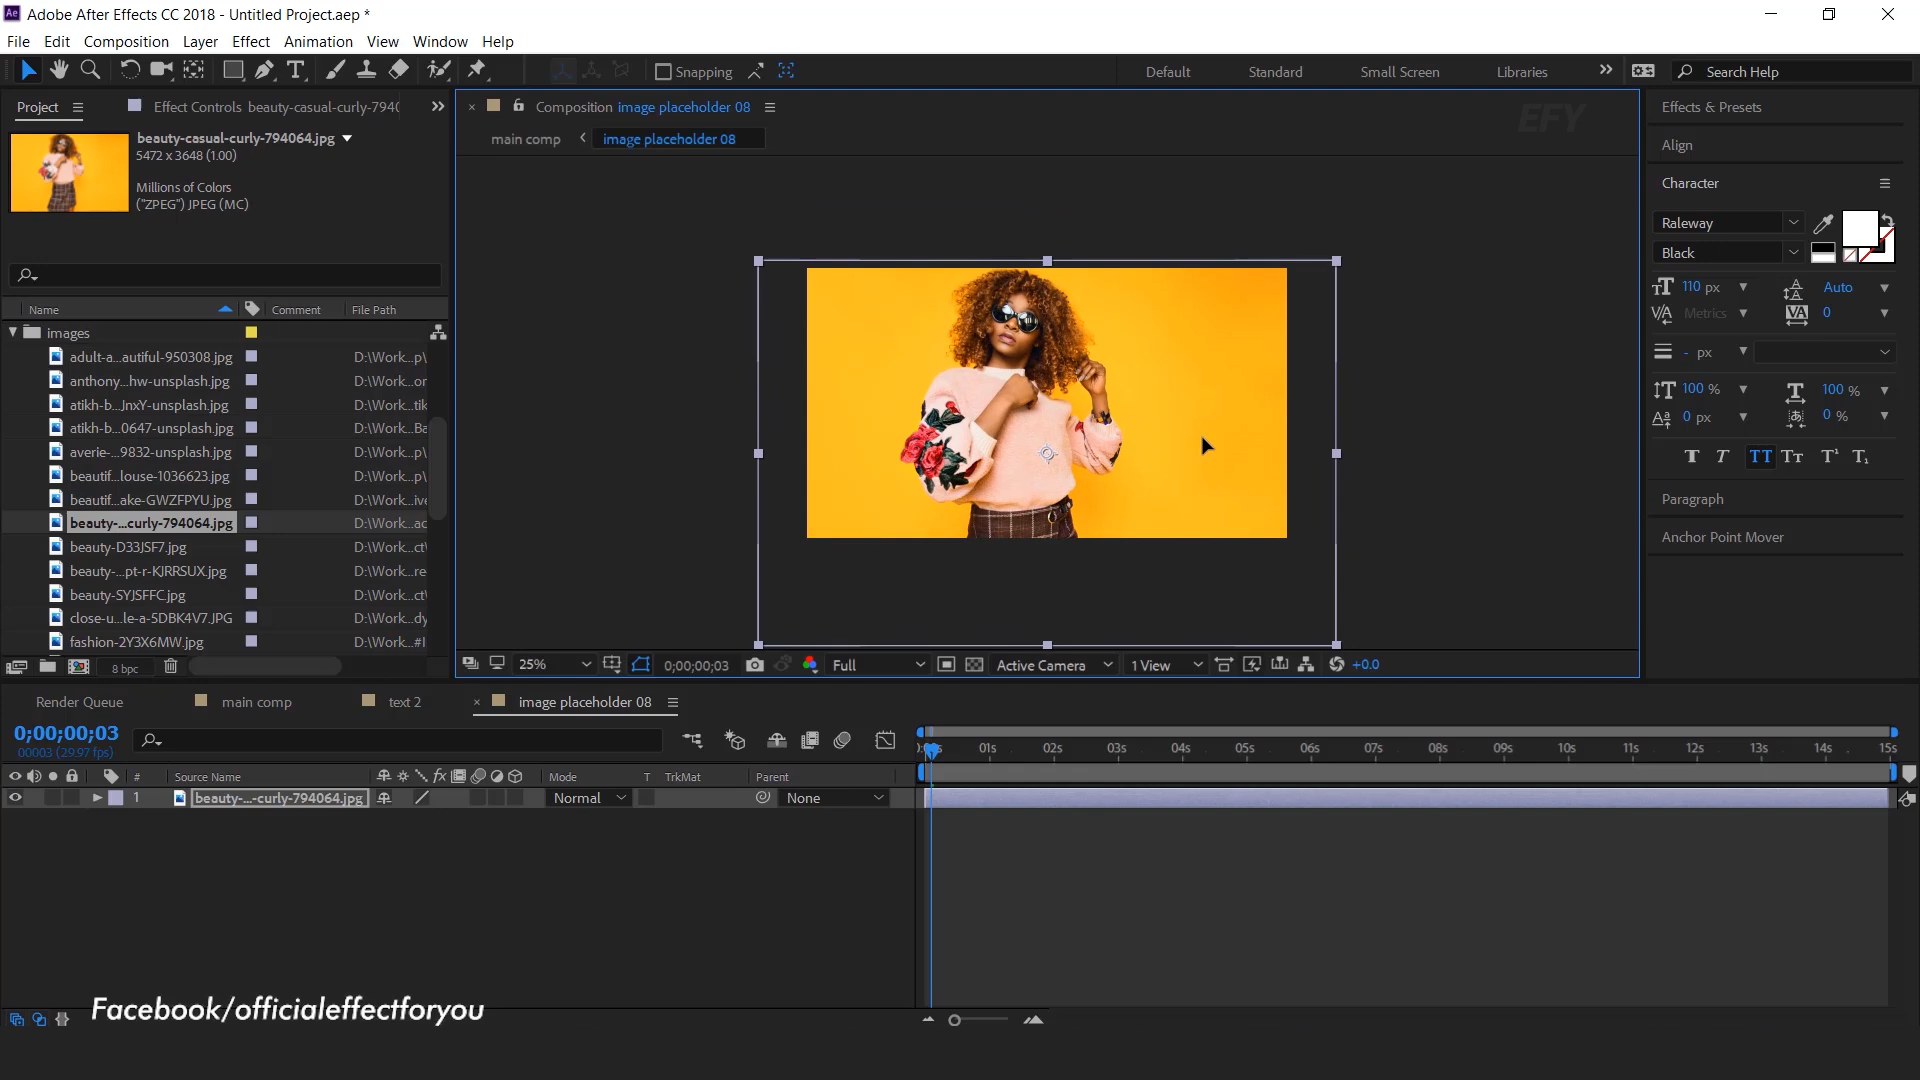 Adobe After Effects CC 2018 - Untitled Project.aep *
File Edit Composition Layer Effect Animation View Window Help
Snapping
Default Standard Small Screen Libraries Search Help
Project
Effect Controls beauty-casual-curly-7940
beauty-casual-curly-794064.jpg
5472 x 3648 (1.00)
Millions of Colors
("ZPEG") JPEG (MC)
Name Comment File Path
images
adult-a...autiful-950308.jpg D:\Work...p\
anthony...hw-unsplash.jpg D:\Work...or
atikh-b...JnxY-unsplash.jpg D:\Work...tik
atikh-b...0647-unsplash.jpg D:\Work...Ba
averie-...9832-unsplash.jpg D:\Work...p\
beautif...louse-1036623.jpg D:\Work...p\
beautif...ake-GWZFPYU.jpg D:\Work...ive
beauty-...curly-794064.jpg D:\Work...ac
beauty-D33JSF7.jpg D:\Work...ct\
beauty-...pt-r-KJRRSUX.jpg D:\Work...re
beauty-SYJSFFC.jpg D:\Work...ct\
close-u...le-a-5DBK4V7.JPG D:\Work...dy
fashion-2Y3X6MW.jpg D:\Work...#I
8 bpc
Composition image placeholder 08
EFY
main comp image placeholder 08
25% 0;00;00;03 Full Active Camera 1 View +0.0
Effects & Presets
Align
Character
Raleway
Black
110 px Auto
Metrics 0
- px
100 % 100 %
0 px 0 %
Paragraph
Anchor Point Mover
Render Queue main comp text 2 image placeholder 08
0;00;00;03
00003 (29.97 fps)
01s 02s 03s 04s 05s 06s 07s 08s 09s 10s 11s 12s 13s 14s 15s
# Source Name Mode T TrkMat Parent
1 beauty-...-curly-794064.jpg Normal None
Facebook/officialeffectforyou